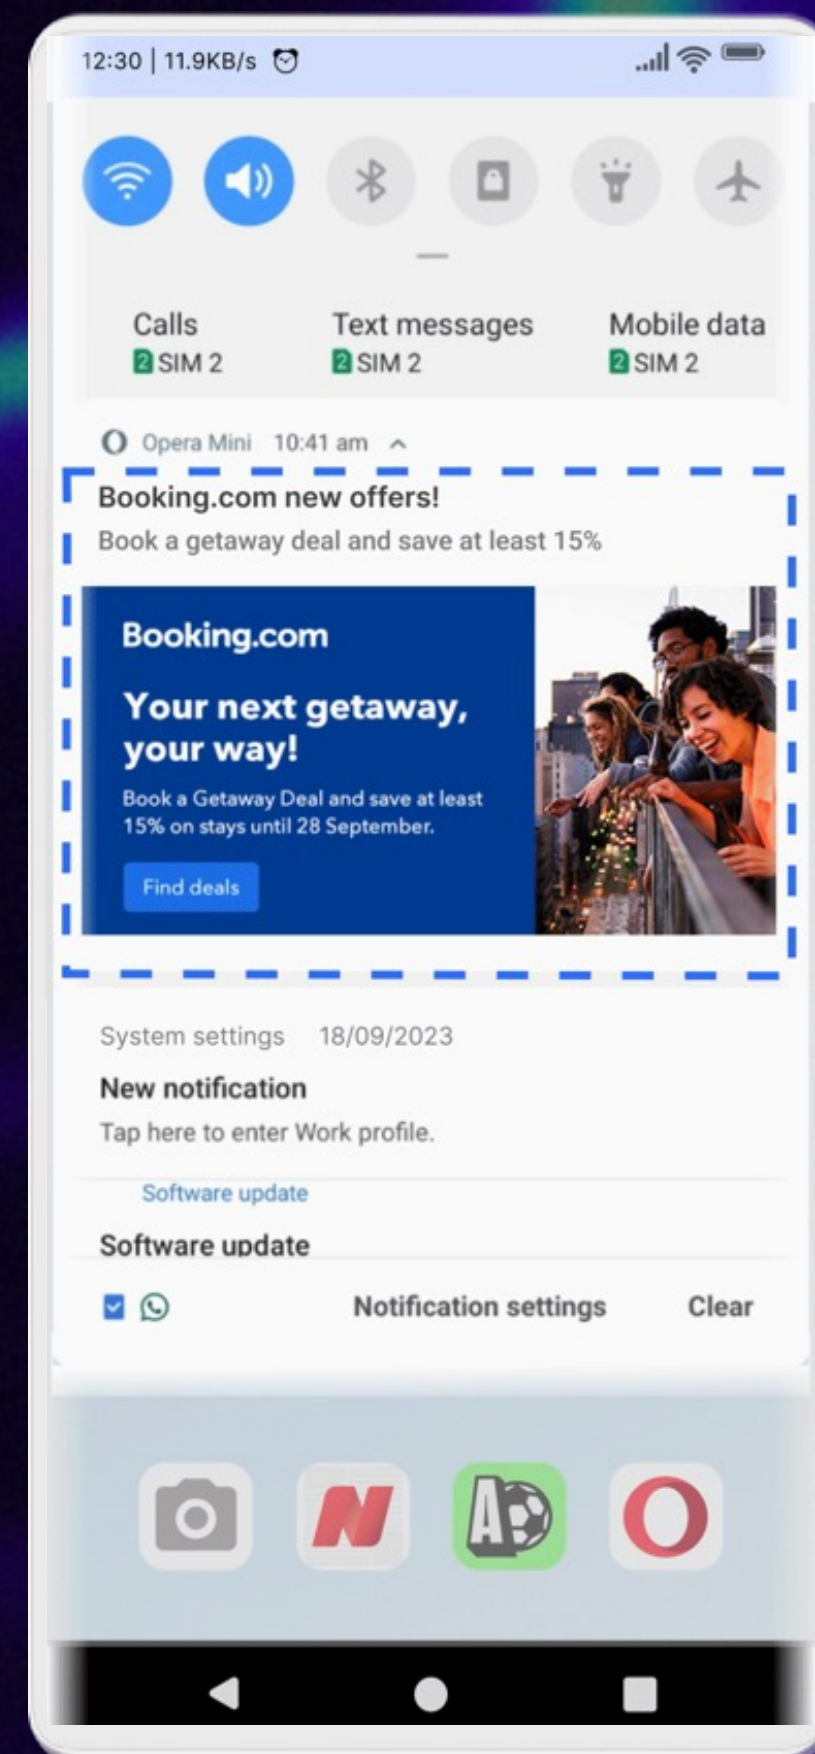 12:30 | 11.9KB/s
Calls
2 SIM 2
Text messages
2 SIM 2
Mobile data
2 SIM 2
Opera Mini 10:41 am
Booking.com new offers!
Book a getaway deal and save at least 15%
Booking.com
Your next getaway,
your way!
Book a Getaway Deal and save at least
15% on stays until 28 September.
Find deals
System settings 18/09/2023
New notification
Tap here to enter Work profile.
Software update
Software update
Notification settings Clear